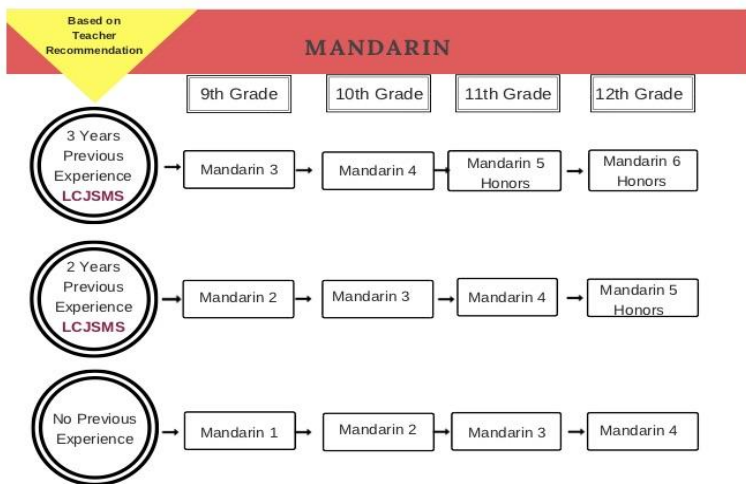 Based on
Teacher
Recommendation
MANDARIN
9th Grade
10th Grade
11th Grade
12th Grade
3 Years
Previous
Experience
LCJSMS
Mandarin 3
Mandarin 4
Mandarin 5
Honors
Mandarin 6
Honors
2 Years
Previous
Experience
LCJSMS
Mandarin 2
Mandarin 3
Mandarin 4
Mandarin 5
Honors
No Previous
Experience
Mandarin 1
Mandarin 2
Mandarin 3
Mandarin 4